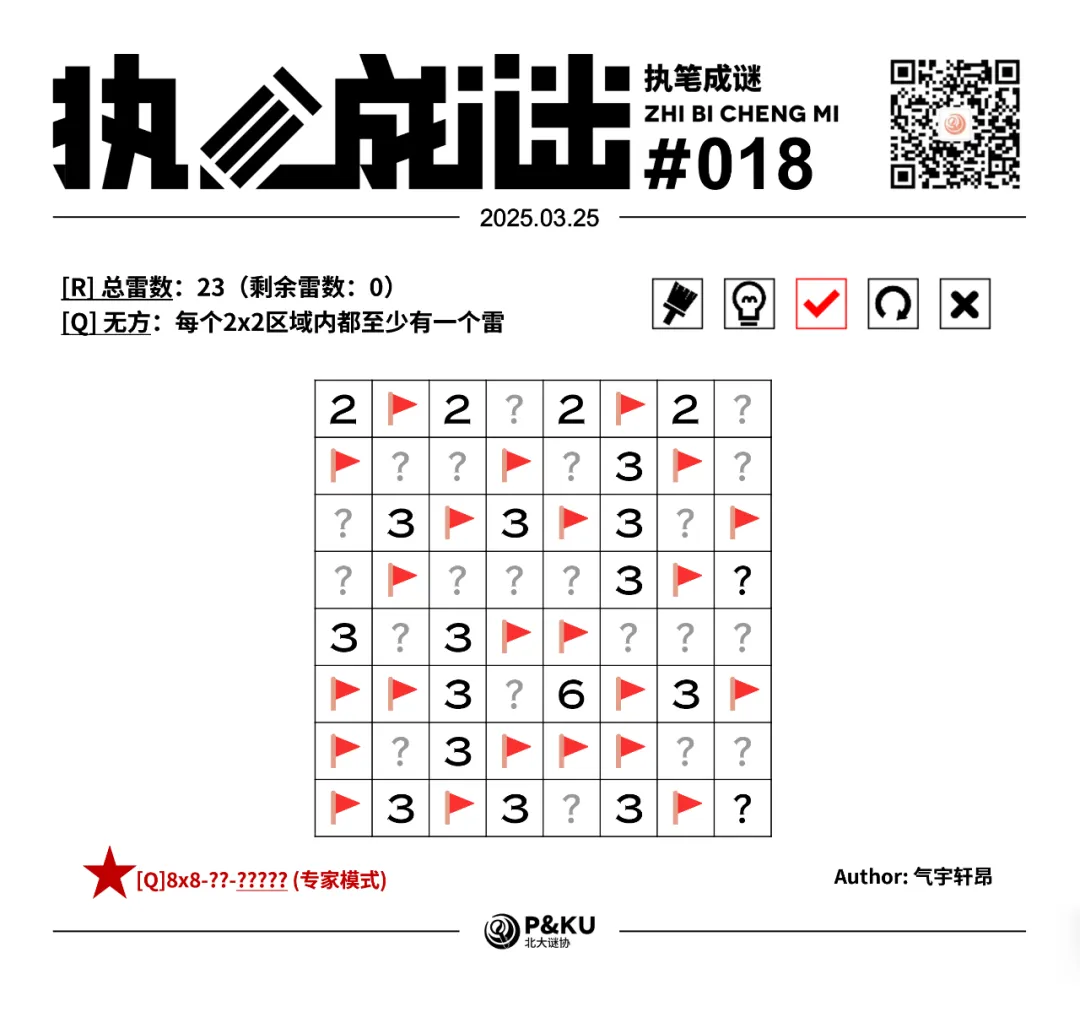 执笔成谜
执笔成谜
ZHI BI CHENG MI
#018
2025.03.25
[R] 总雷数：23（剩余雷数：0）
[Q] 无方：每个2x2区域内都至少有一个雷
2 2 ? 2 2 ?
? ? ? 3 ?
? 3 3 3 ?
? ? ? ? 3 ?
3 ? 3 ? ? ?
3 ? 6 3
? 3 ? ?
3 3 ? 3 ?
[Q]8x8-??-????? (专家模式)
Author: 气宇轩昂
P&KU
北大谜协